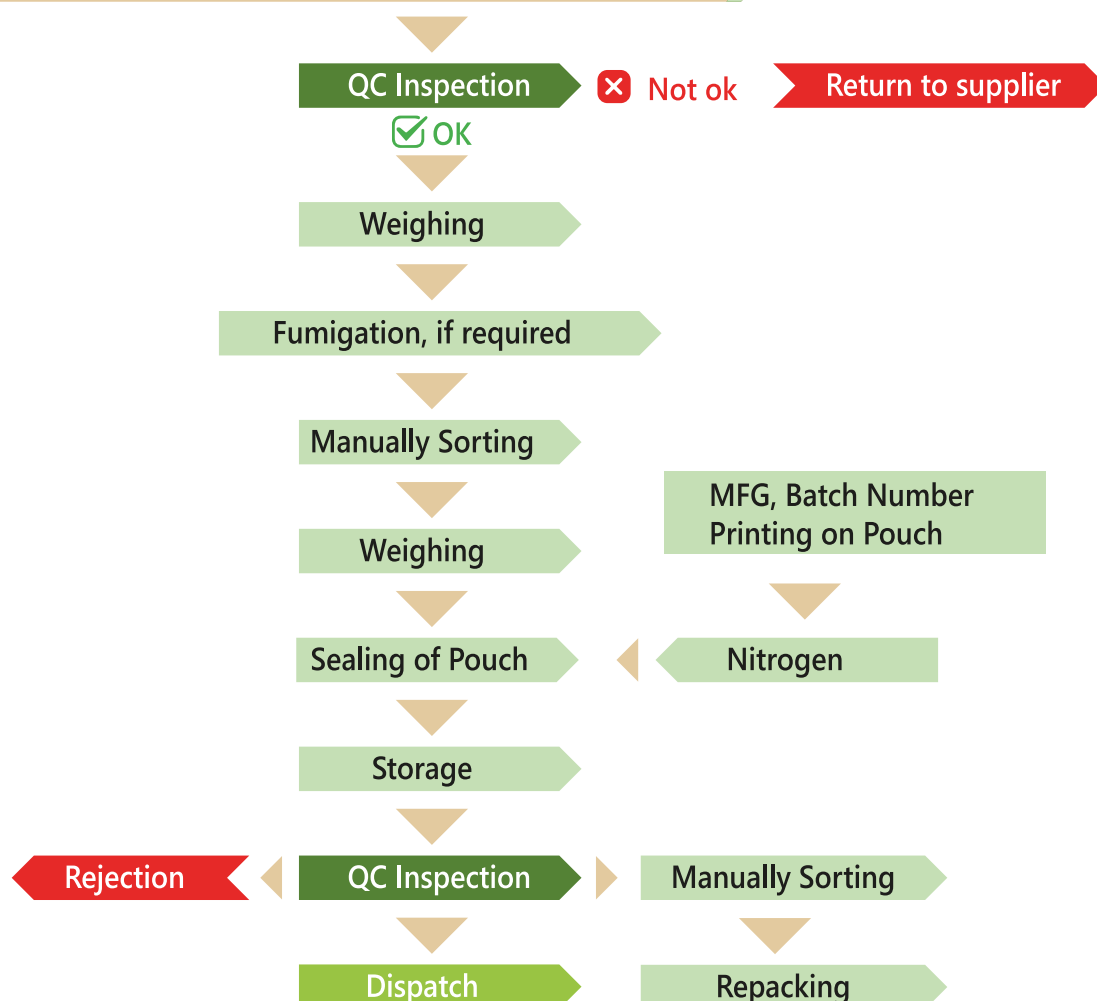 QC Inspection
Not ok
Return to supplier
OK
Weighing
Fumigation, if required
Manually Sorting
Weighing
MFG, Batch Number
Printing on Pouch
Sealing of Pouch
Nitrogen
Storage
Rejection
QC Inspection
Manually Sorting
Dispatch
Repacking